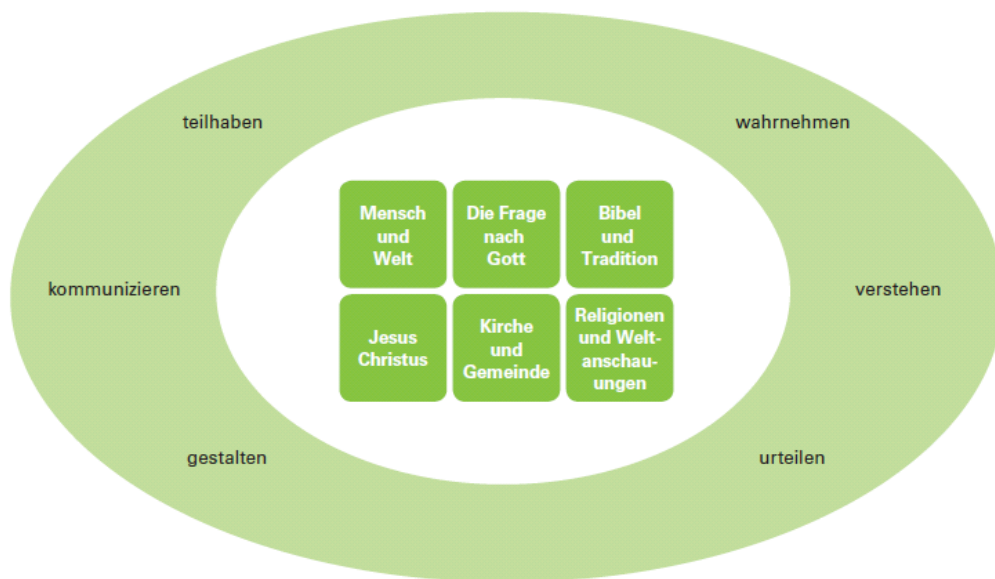 teilhaben
wahrnehmen
Mensch
und
Welt
Die Frage
nach
Gott
Bibel
und
Tradition
kommunizieren
verstehen
Jesus
Christus
Kirche
und
Gemeinde
Religionen
und Welt-
anschau-
ungen
gestalten
urteilen